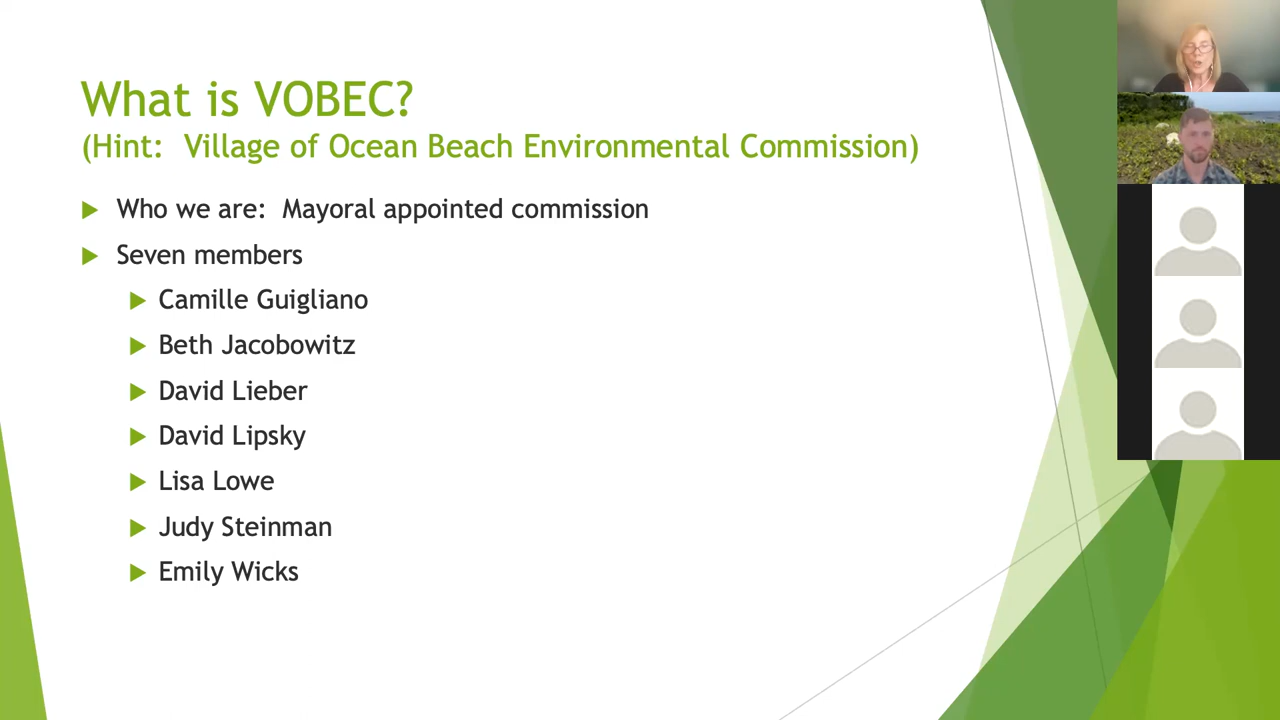 What is VOBEC?
(Hint: Village of Ocean Beach Environmental Commission)
Who we are: Mayoral appointed commission
Seven members
Camille Guigliano
Beth Jacobowitz
David Lieber
David Lipsky
Lisa Lowe
Judy Steinman
Emily Wicks